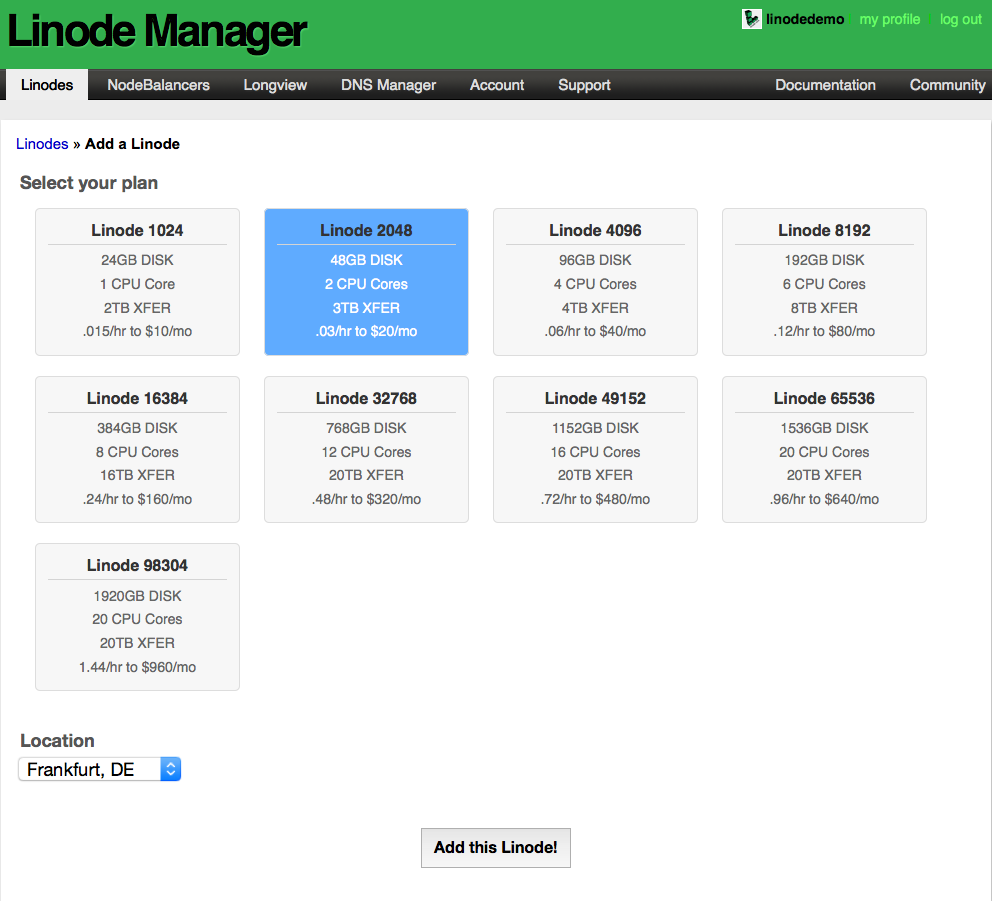 Linode Manager
linodedemo my profile log out
Linodes NodeBalancers Longview DNS Manager Account Support Documentation Community
Linodes » Add a Linode
Select your plan
Linode 1024
24GB DISK
1 CPU Core
2TB XFER
.015/hr to $10/mo
Linode 2048
48GB DISK
2 CPU Cores
3TB XFER
.03/hr to $20/mo
Linode 4096
96GB DISK
4 CPU Cores
4TB XFER
.06/hr to $40/mo
Linode 8192
192GB DISK
6 CPU Cores
8TB XFER
.12/hr to $80/mo
Linode 16384
384GB DISK
8 CPU Cores
16TB XFER
.24/hr to $160/mo
Linode 32768
768GB DISK
12 CPU Cores
20TB XFER
.48/hr to $320/mo
Linode 49152
1152GB DISK
16 CPU Cores
20TB XFER
.72/hr to $480/mo
Linode 65536
1536GB DISK
20 CPU Cores
20TB XFER
.96/hr to $640/mo
Linode 98304
1920GB DISK
20 CPU Cores
20TB XFER
1.44/hr to $960/mo
Location
Frankfurt, DE
Add this Linode!